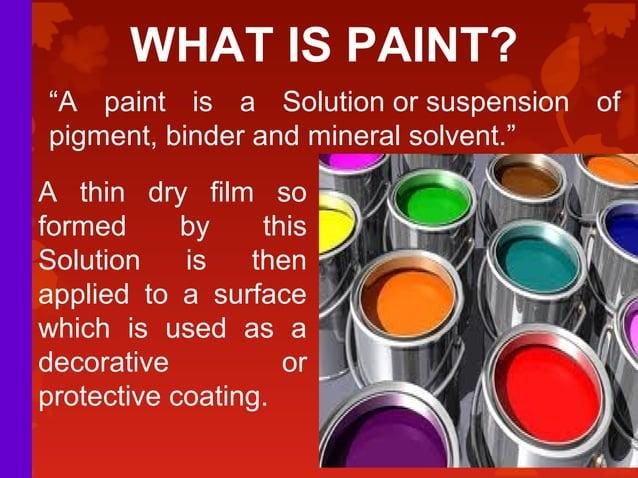 WHAT IS PAINT?
“A paint is a Solution or suspension of
pigment, binder and mineral solvent.”
A thin dry film so
formed by this
Solution is then
applied to a surface
which is used as a
decorative or
protective coating.